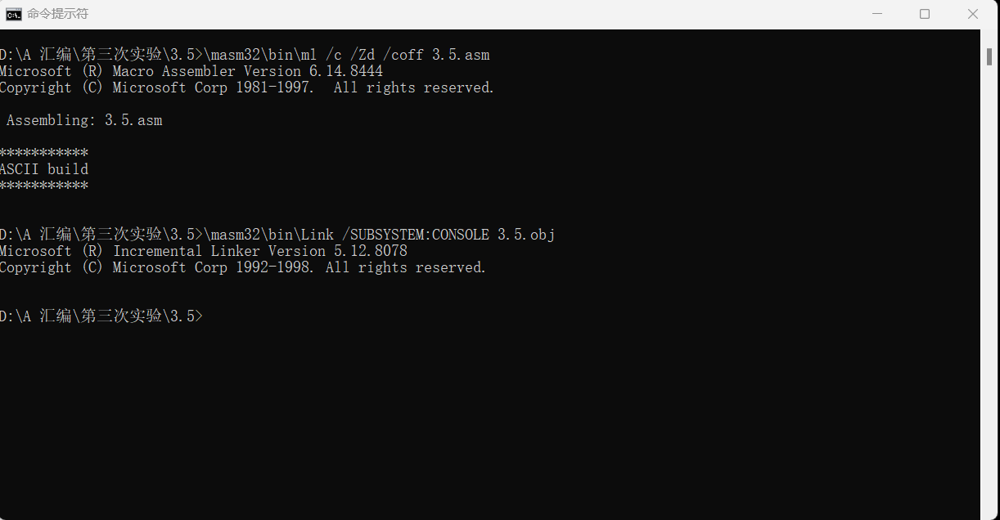 命令提示符
D:\A 汇编\第三次实验\3.5>\masm32\bin\ml /c /Zd /coff 3.5.asm
Microsoft (R) Macro Assembler Version 6.14.8444
Copyright (C) Microsoft Corp 1981-1997.  All rights reserved.
Assembling: 3.5.asm
***********
ASCII build
***********
D:\A 汇编\第三次实验\3.5>\masm32\bin\Link /SUBSYSTEM:CONSOLE 3.5.obj
Microsoft (R) Incremental Linker Version 5.12.8078
Copyright (C) Microsoft Corp 1992-1998. All rights reserved.
D:\A 汇编\第三次实验\3.5>